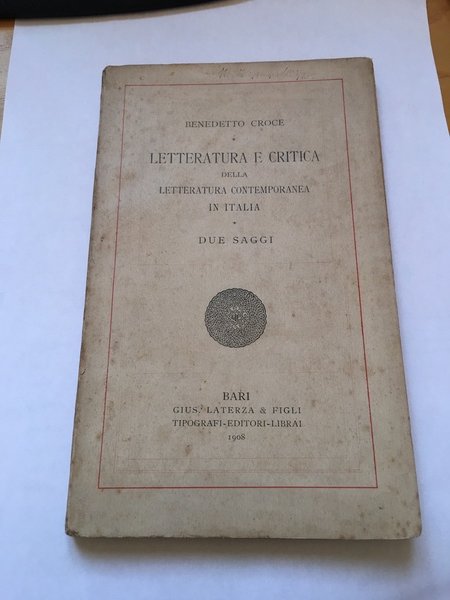 BENEDETTO CROCE
LETTERATURA E CRITICA
DELLA
LETTERATURA CONTEMPORANEA
IN ITALIA
DUE SAGGI
BARI
GIUS. LATERZA & FIGLI
TIPOGRAFI-EDITORI-LIBRAI
1908